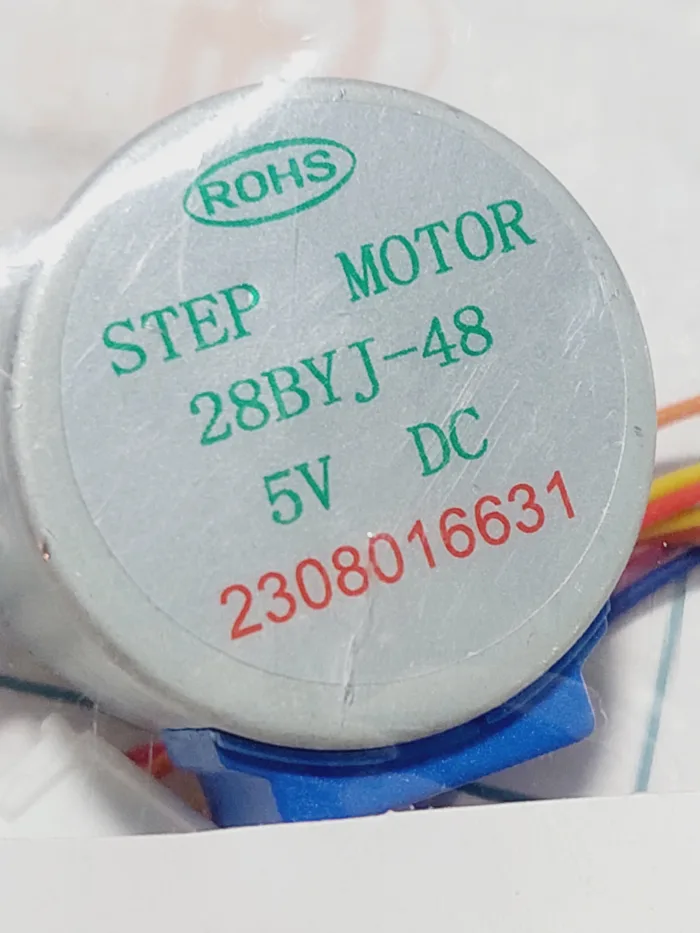 ROHS
STEP MOTOR
28BYJ-48
5V DC
2308016631